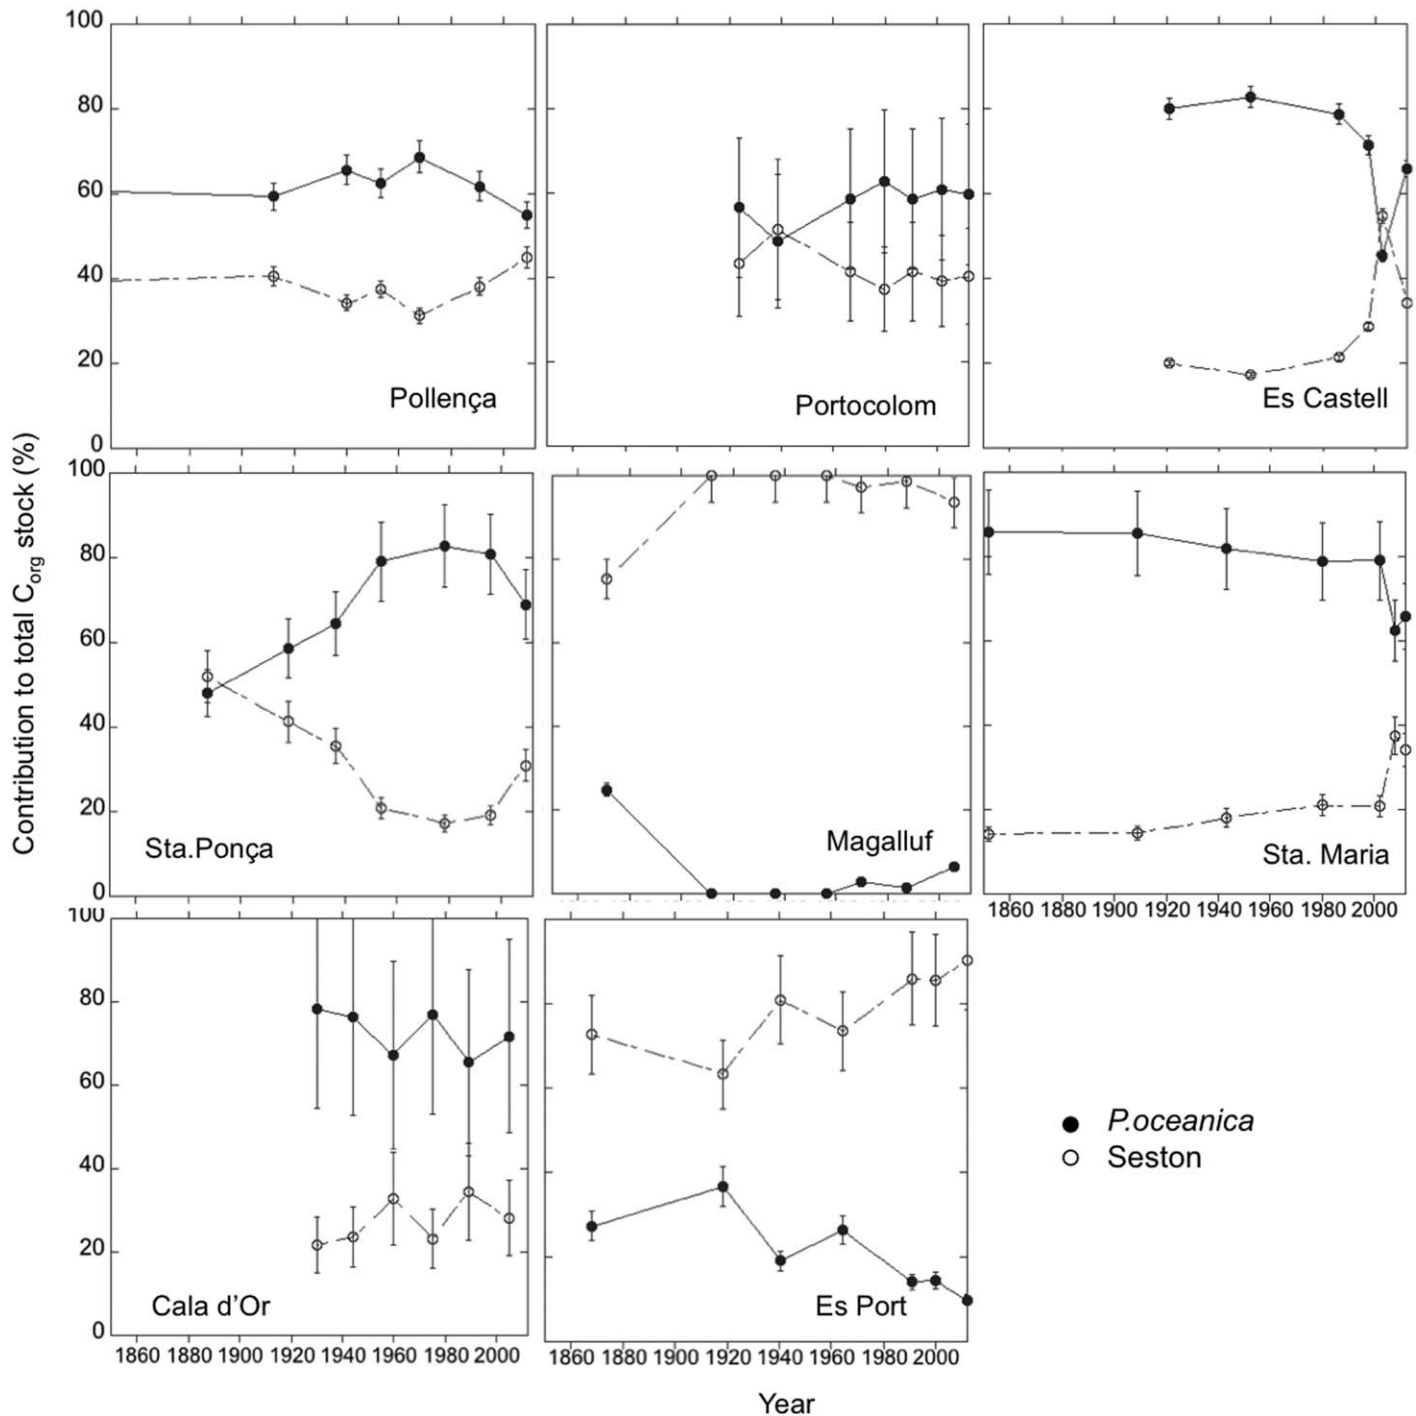 100
80
60
40
20
0
Pollença
Portocolom
Es Castell
Contribution to total Corg stock (%)
100
80
60
40
20
0
Sta.Ponça
Magalluf
Sta. Maria
1860 1880 1900 1920 1940 1960 1980 2000
100
80
60
40
20
0
Cala d’Or
Es Port
P.oceanica
Seston
1860 1880 1900 1920 1940 1960 1980 2000
1860 1880 1900 1920 1940 1960 1980 2000
Year